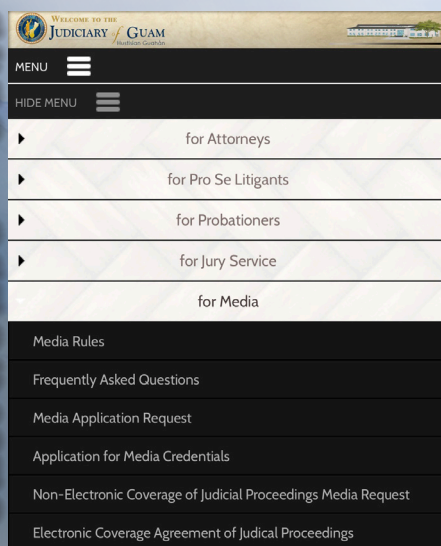 WELCOME TO THE
JUDICIARY of GUAM
Huthikan Guåhan
MENU
HIDE MENU
for Attorneys
for Pro Se Litigants
for Probationers
for Jury Service
for Media
Media Rules
Frequently Asked Questions
Media Application Request
Application for Media Credentials
Non-Electronic Coverage of Judicial Proceedings Media Request
Electronic Coverage Agreement of Judical Proceedings